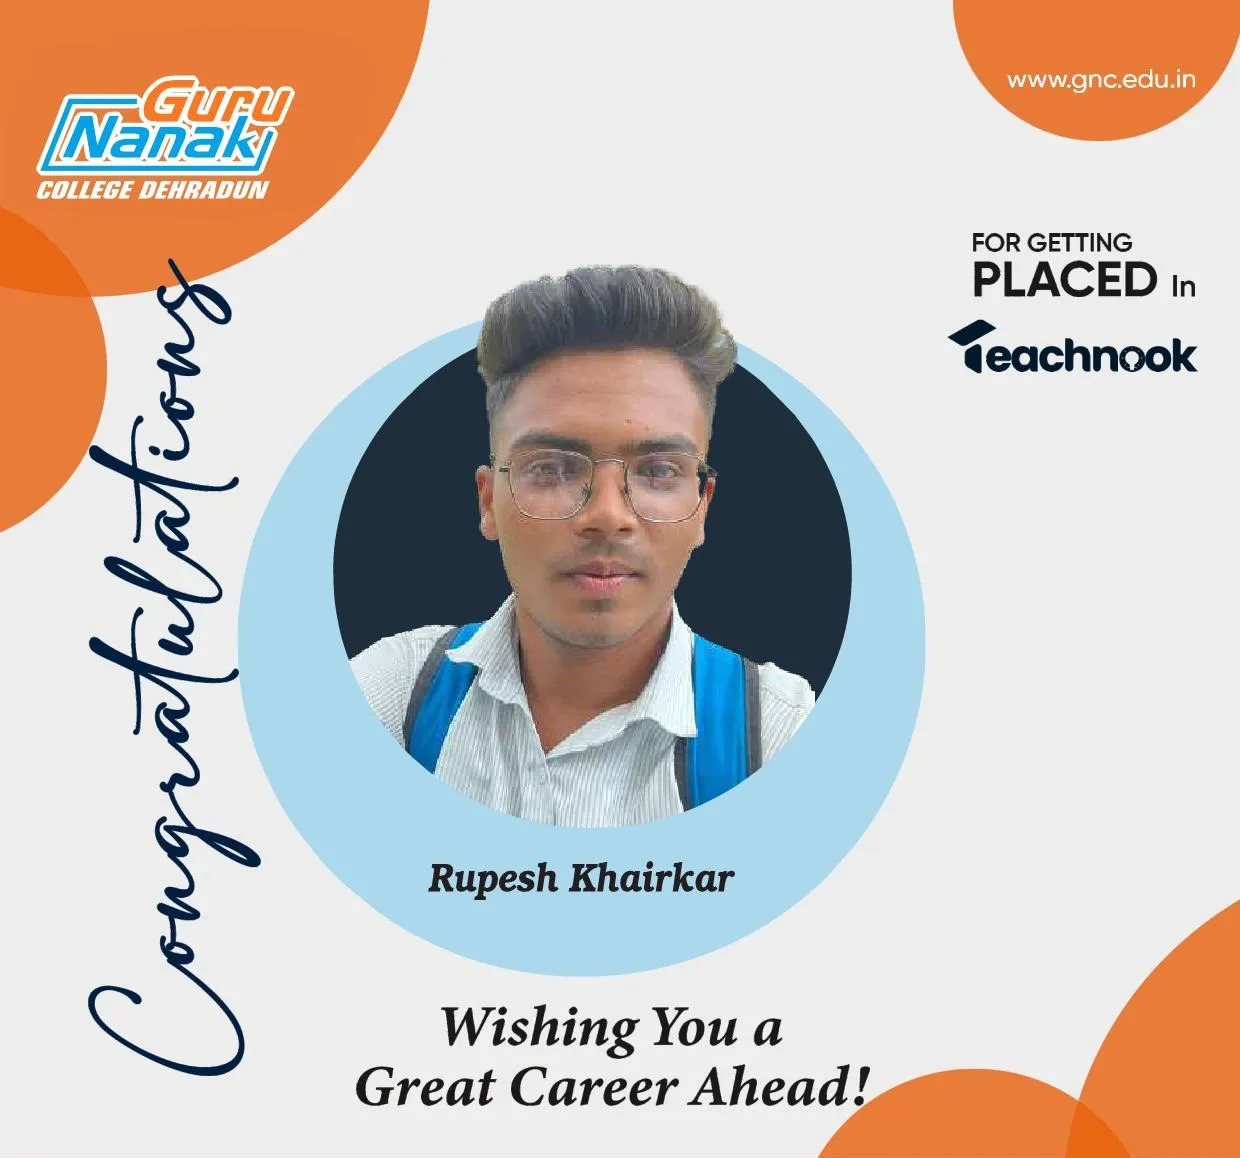 Guru
Nanak
COLLEGE DEHRADUN
www.gnc.edu.in
FOR GETTING
PLACED In
Teachnook
Congratulations
Rupesh Khairkar
Wishing You a
Great Career Ahead!